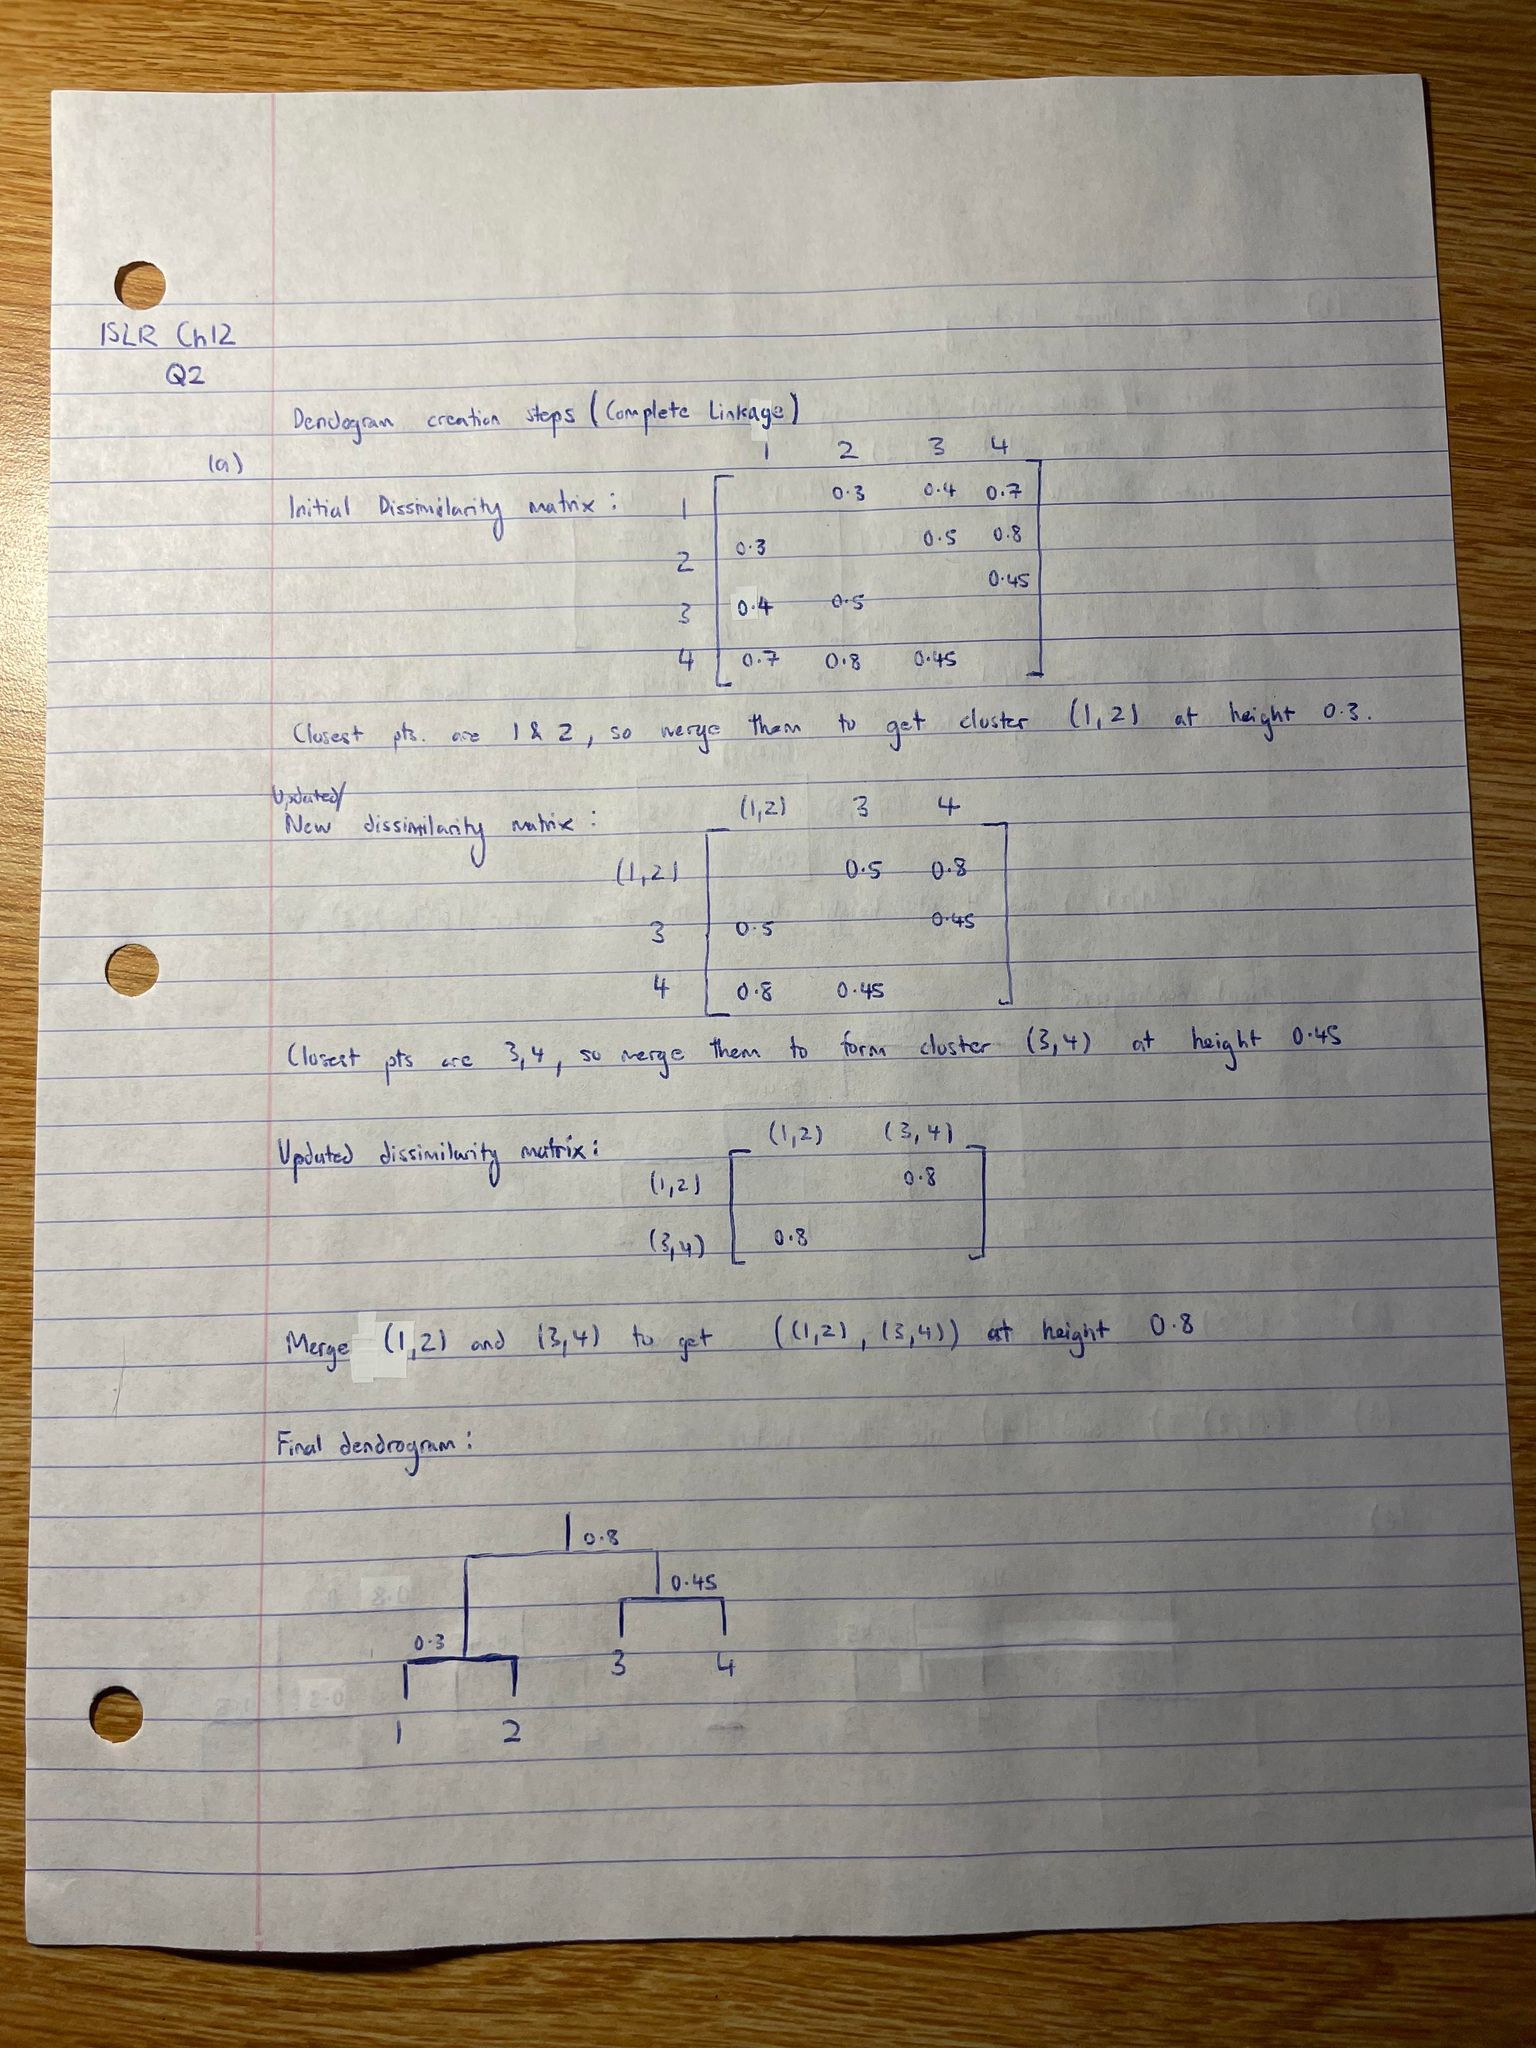 ISLR Ch12
Q2
Dendogram creation steps (Complete Linkage)
(a)
1 2 3 4
Initial Dissimilarity matrix :
1 0.3 0.4 0.7
2 0.3 0.5 0.8
3 0.4 0.5 0.45
4 0.7 0.8 0.45
Closest pts. are 1 & 2, so merge them to get cluster (1,2) at height 0.3.
Updated/
New dissimilarity matrix :
(1,2) 3 4
(1,2) 0.5 0.8
3 0.5 0.45
4 0.8 0.45
Closest pts are 3,4, so merge them to form cluster (3,4) at height 0.45
Updated dissimilarity matrix :
(1,2) (3,4)
(1,2) 0.8
(3,4) 0.8
Merge (1,2) and (3,4) to get ((1,2), (3,4)) at height 0.8
Final dendrogram :
0.8
0.45
0.3
3 4
1 2